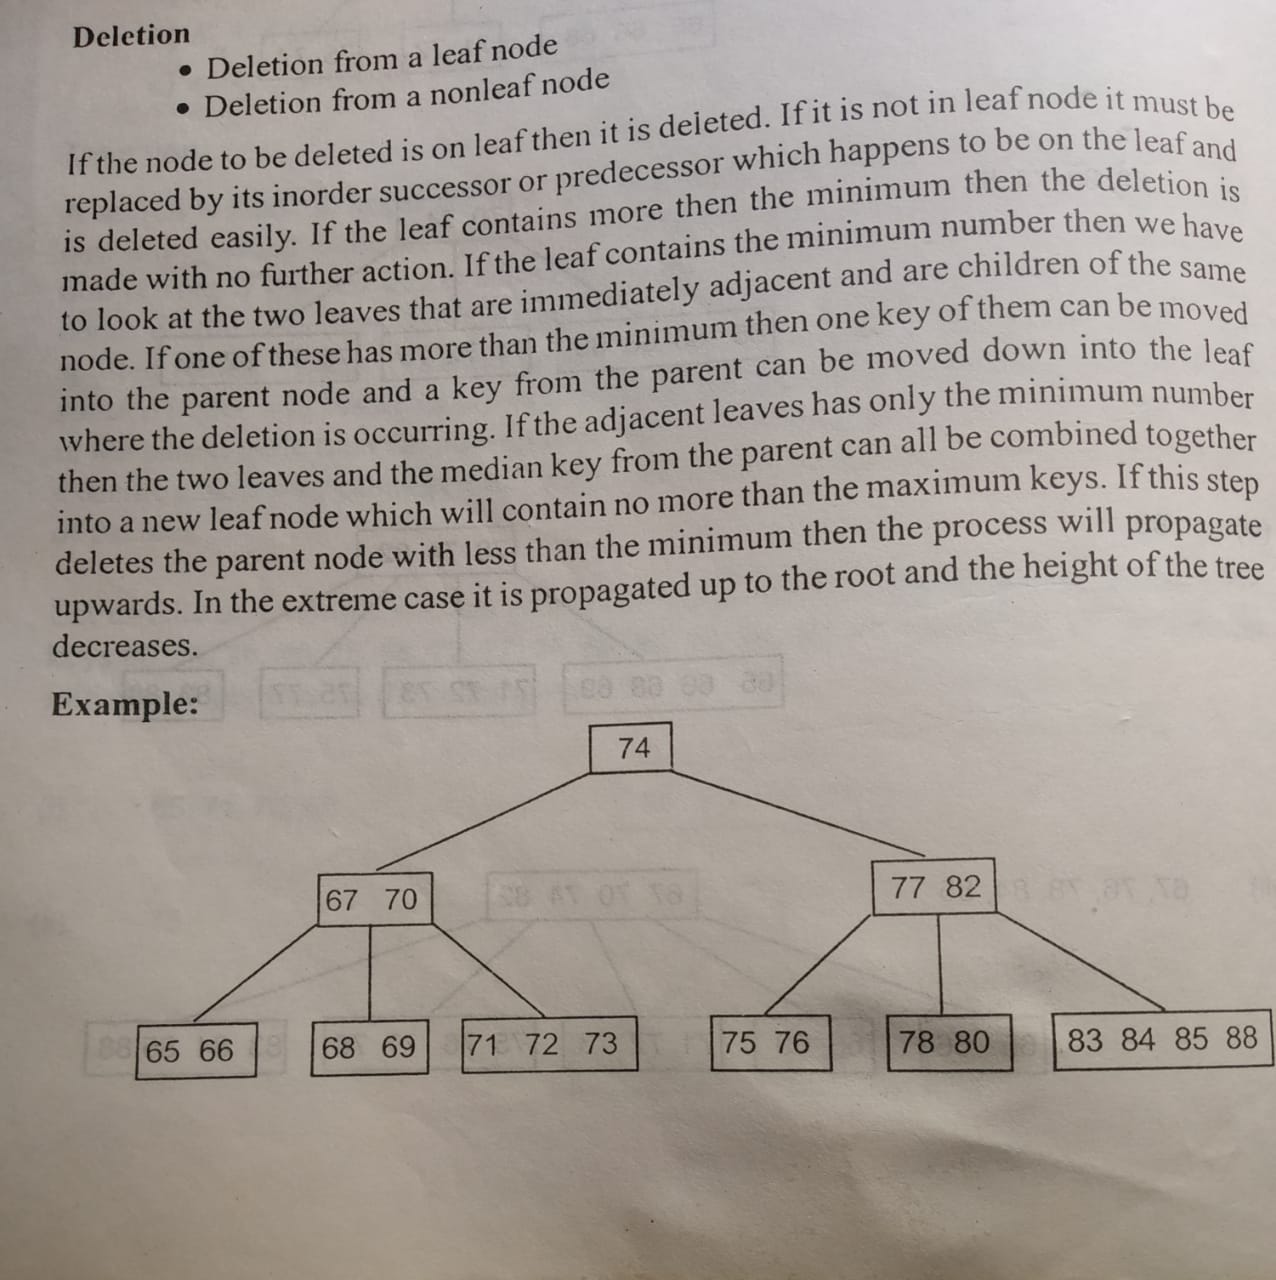 Deletion
• Deletion from a leaf node
• Deletion from a nonleaf node
If the node to be deleted is on leaf then it is deleted. If it is not in leaf node it must be
replaced by its inorder successor or predecessor which happens to be on the leaf and
is deleted easily. If the leaf contains more then the minimum then the deletion is
made with no further action. If the leaf contains the minimum number then we have
to look at the two leaves that are immediately adjacent and are children of the same
node. If one of these has more than the minimum then one key of them can be moved
into the parent node and a key from the parent can be moved down into the leaf
where the deletion is occurring. If the adjacent leaves has only the minimum number
then the two leaves and the median key from the parent can all be combined together
into a new leaf node which will contain no more than the maximum keys. If this step
deletes the parent node with less than the minimum then the process will propagate
upwards. In the extreme case it is propagated up to the root and the height of the tree
decreases.
Example:
74
67 70
77 82
65 66
68 69
71 72 73
75 76
78 80
83 84 85 88